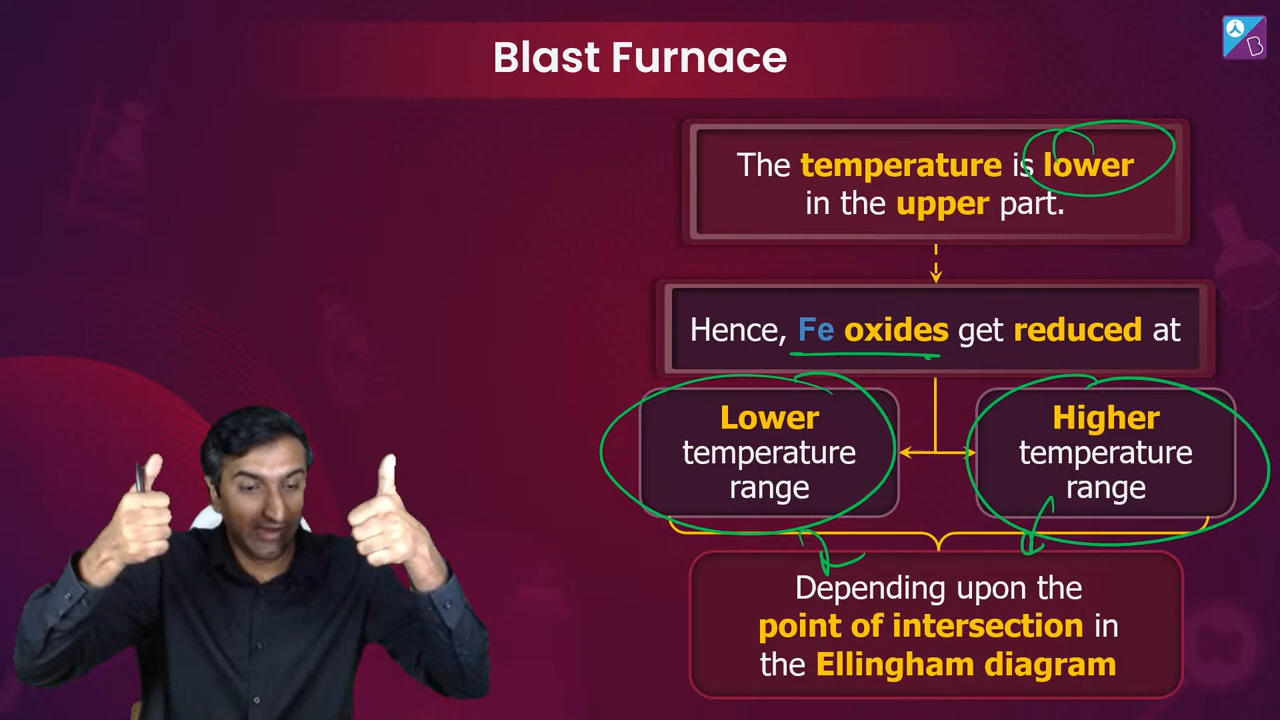 Blast Furnace
B
The temperature is lower
in the upper part.
Hence, Fe oxides get reduced at
Lower
temperature
range
Higher
temperature
range
Depending upon the
point of intersection in
the Ellingham diagram